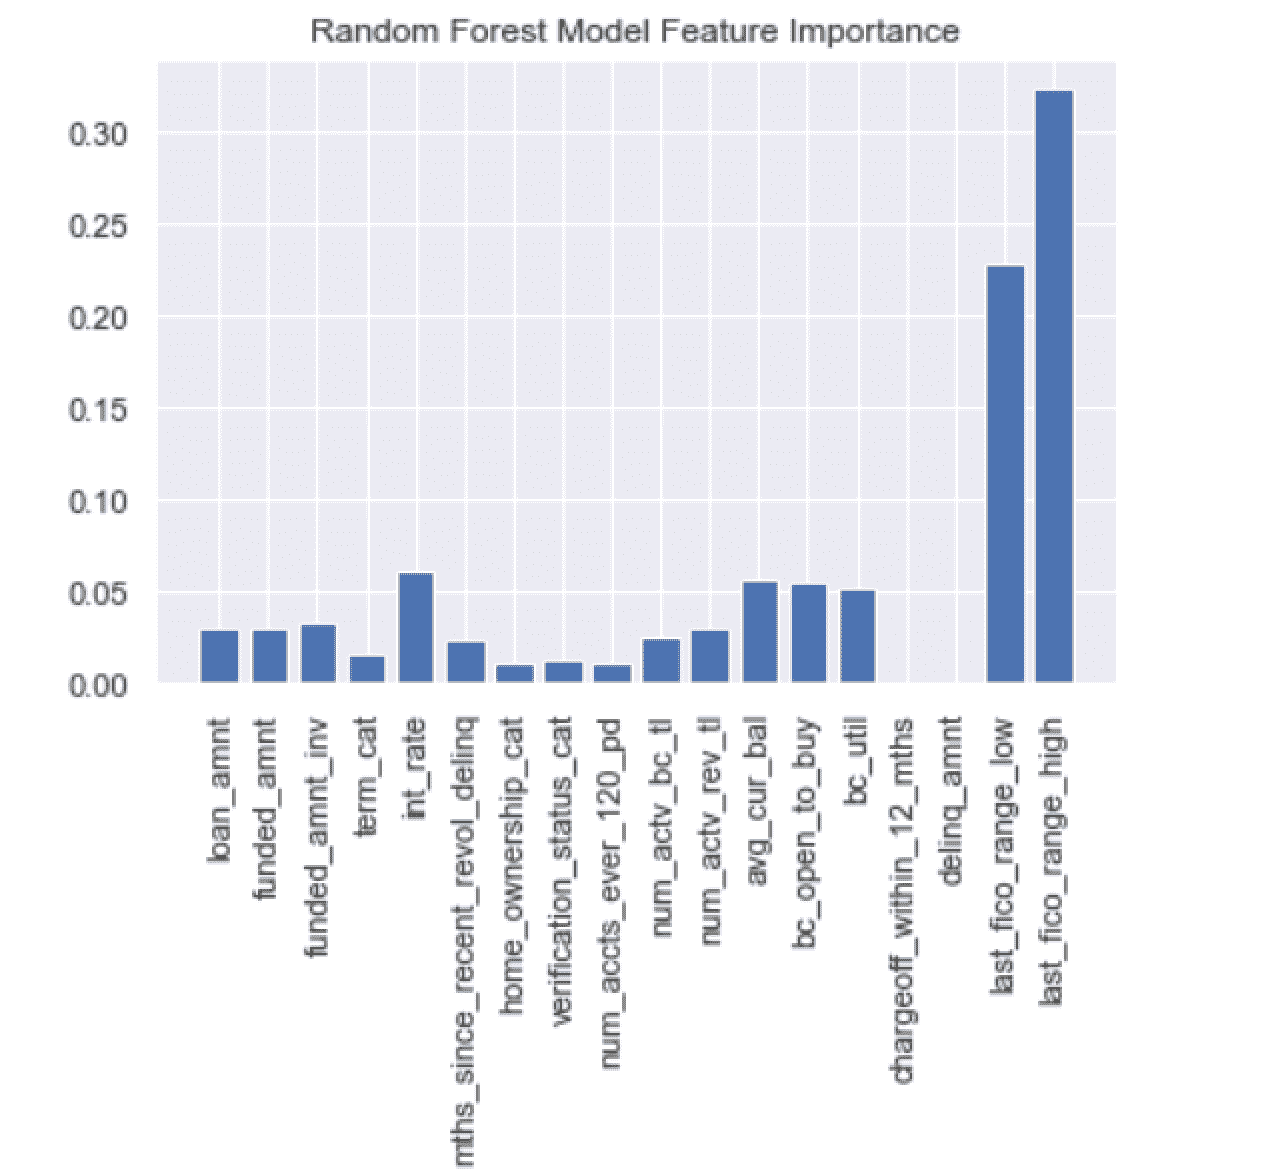 Random Forest Model Feature Importance
0.30
0.25
0.20
0.15
0.10
0.05
0.00
loan_amnt
funded_amnt
funded_amnt_inv
term_cat
int_rate
mths_since_recent_revol_delinq
home_ownership_cat
verification_status_cat
num_accts_ever_120_pd
num_actv_bc_tl
num_actv_rev_tl
avg_cur_bal
bc_open_to_buy
bc_util
chargeoff_within_12_mths
delinq_amnt
last_fico_range_low
last_fico_range_high